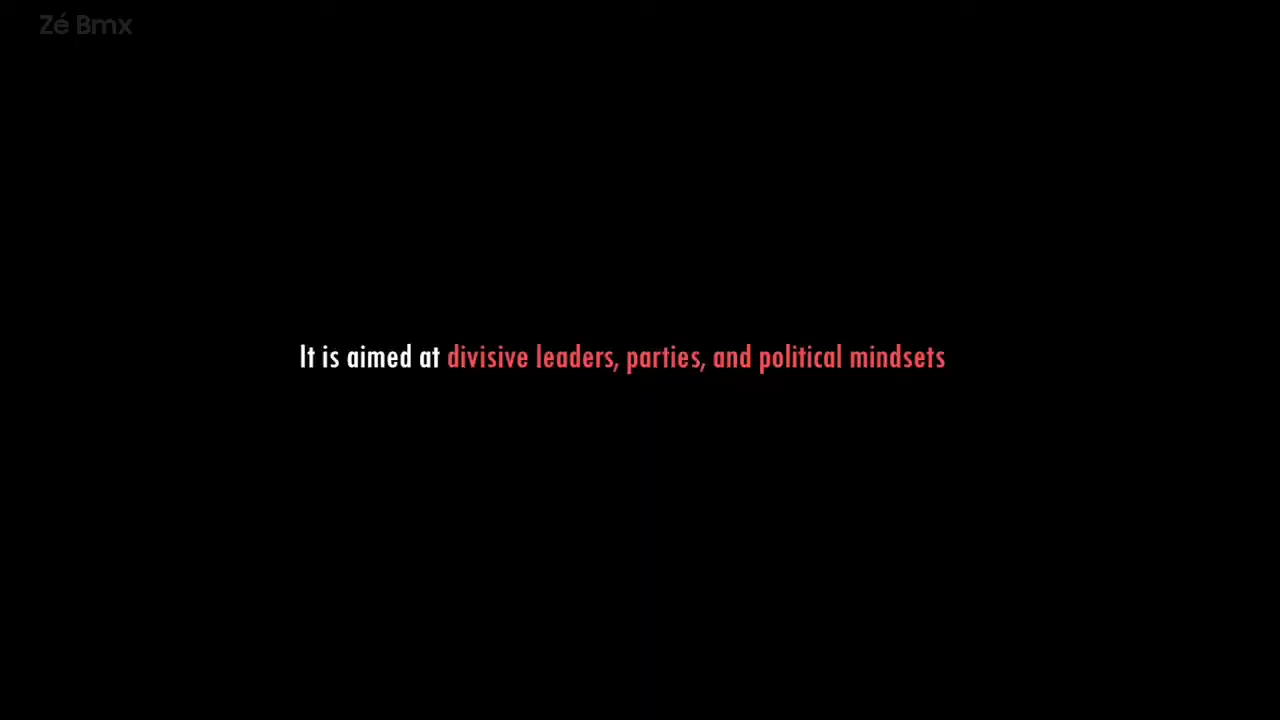 Zé Bmx
It is aimed at divisive leaders, parties, and political mindsets